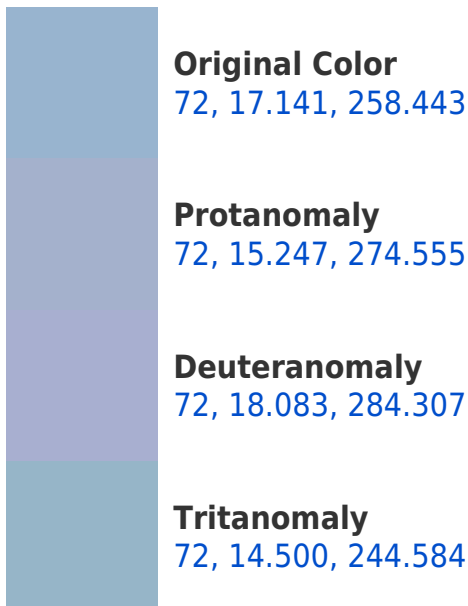 Original Color
72, 17.141, 258.443
Protanomaly
72, 15.247, 274.555
Deuteranomaly
72, 18.083, 284.307
Tritanomaly
72, 14.500, 244.584